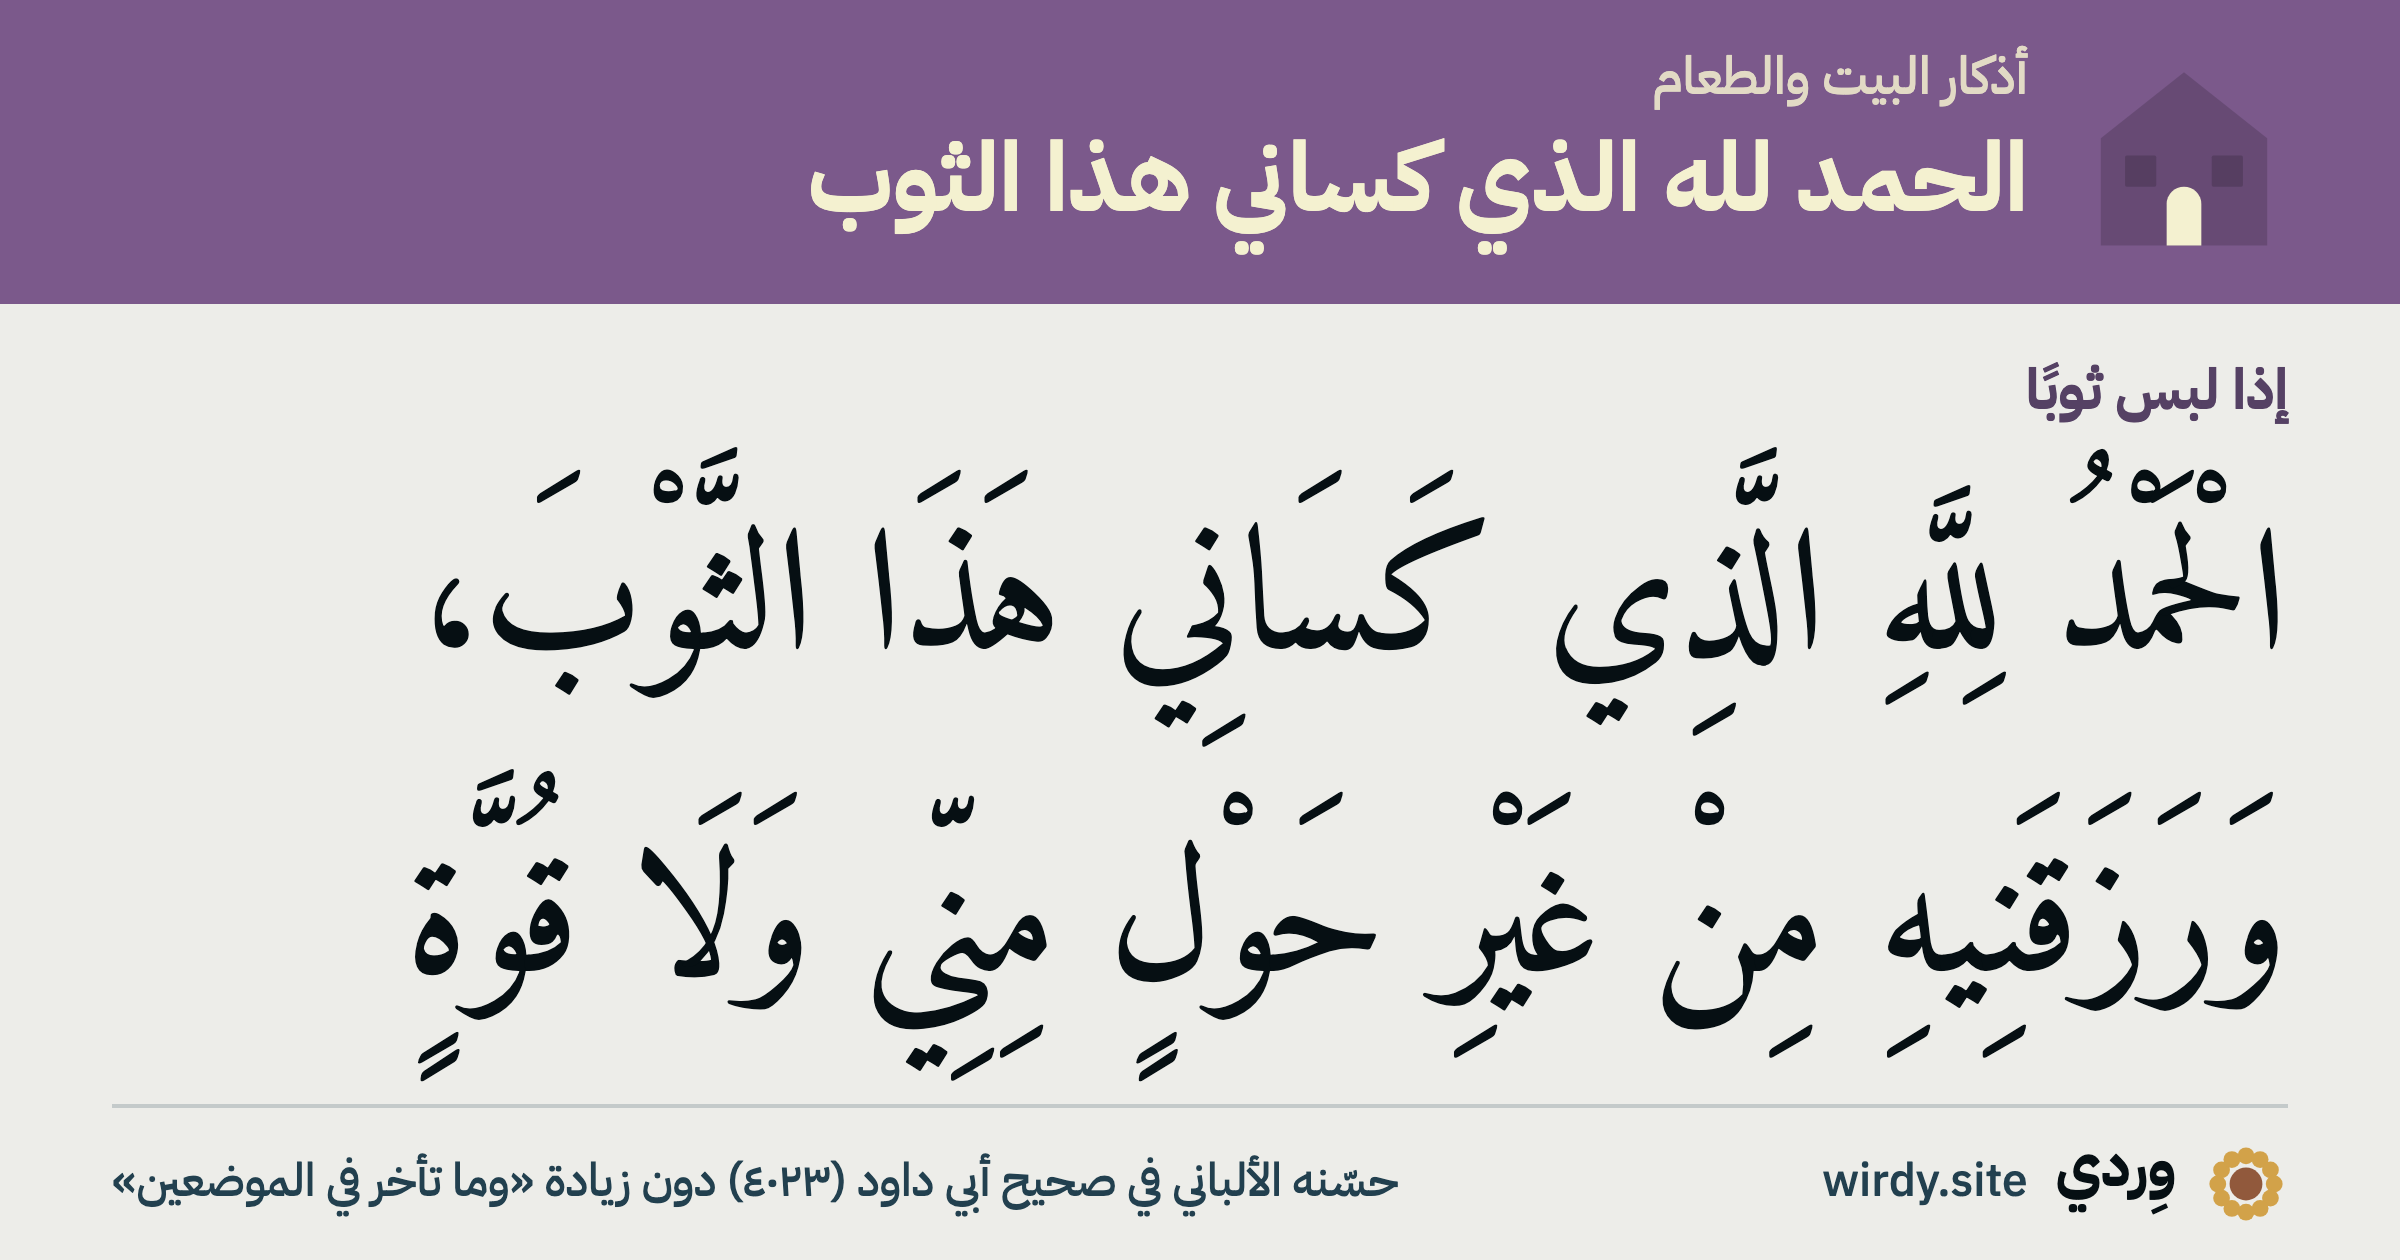 أذكار البيت والطعام
الحمد لله الذي كساني هذا الثوب
إذا لبس ثوبًا
الْحَمْدُ لِلَّهِ الَّذِي كَسَانِي هَذَا الثَّوْبَ،
وَرَزَقَنِيهِ مِنْ غَيْرِ حَوْلٍ مِنِّي وَلَا قُوَّةٍ
وِردي wirdy.site
حسّنه الألباني في صحيح أبي داود (٤٠٢٣) دون زيادة «وما تأخر في الموضعين»